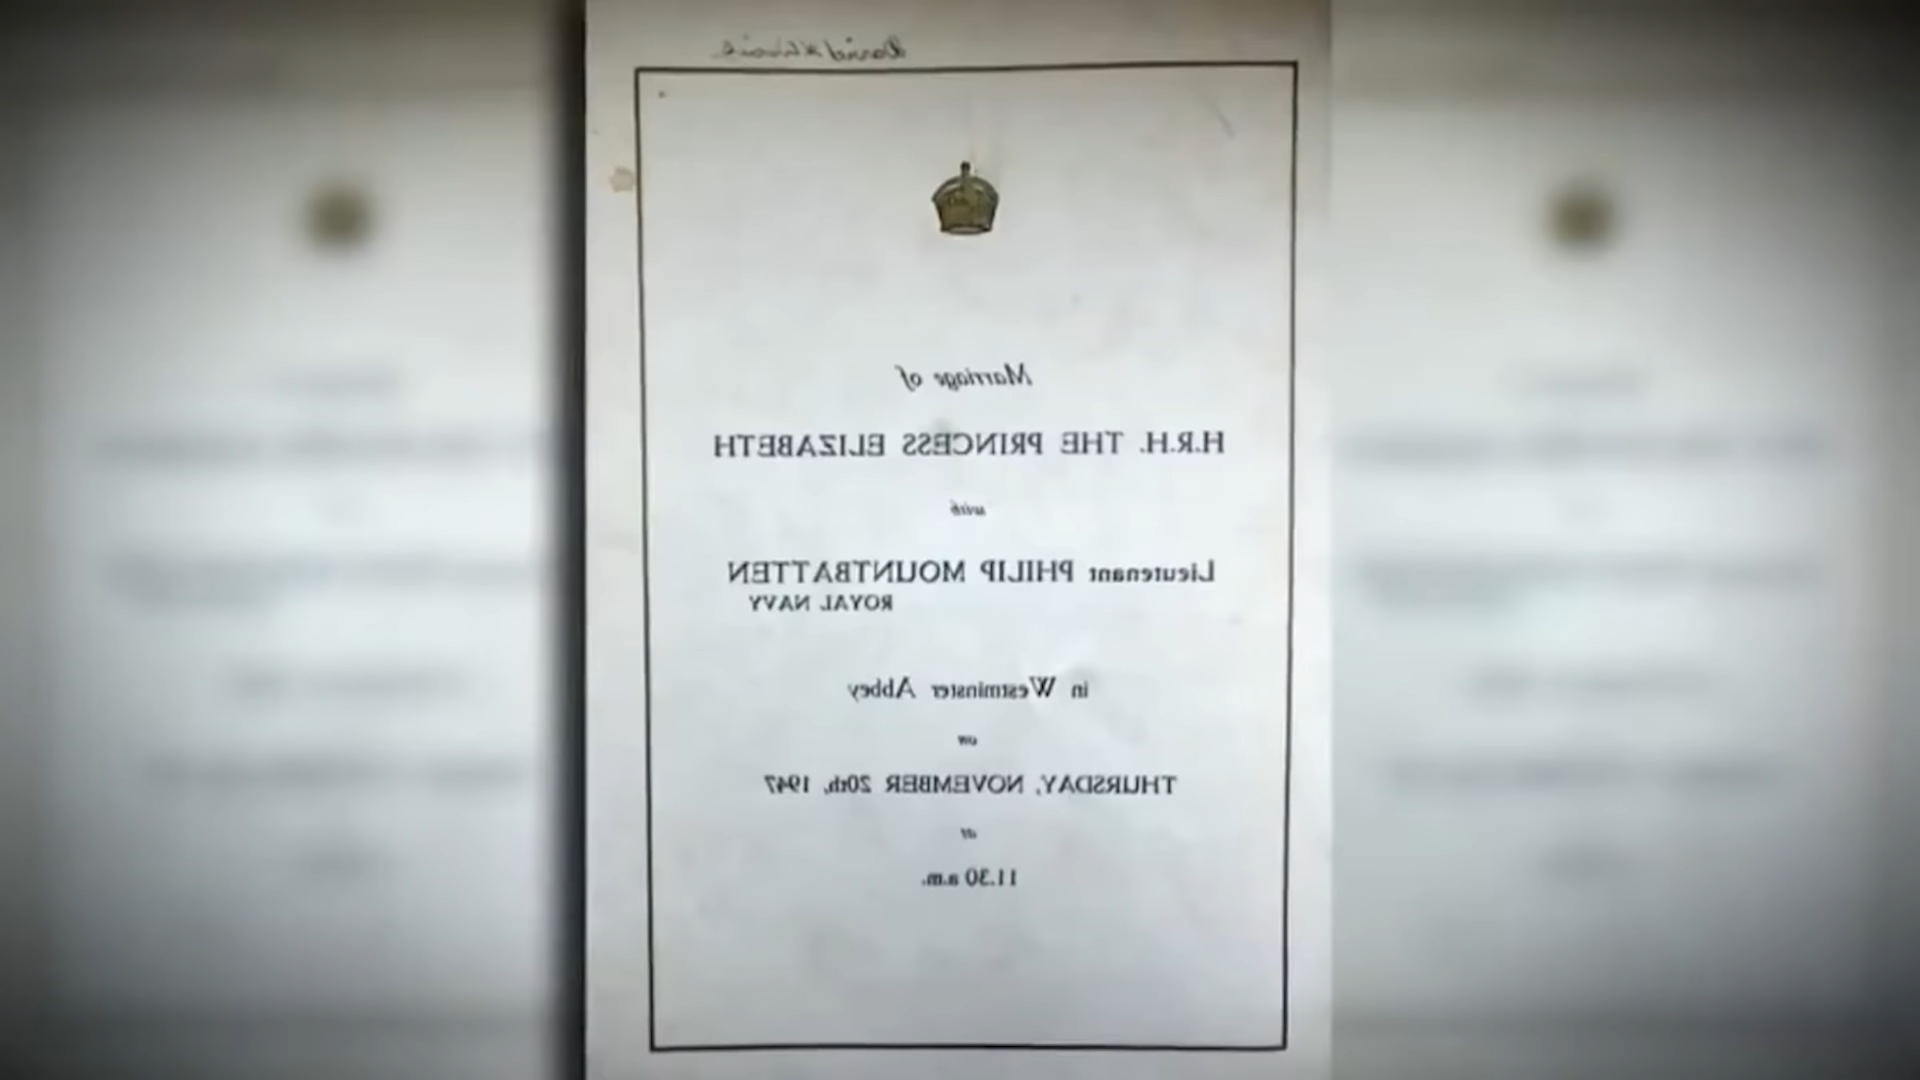 Marriage of
H.R.H. THE PRINCESS ELIZABETH
with
Lieutenant PHILIP MOUNTBATTEN
ROYAL NAVY
in Westminster Abbey
on
THURSDAY, NOVEMBER 20th, 1947
at
11.30 a.m.